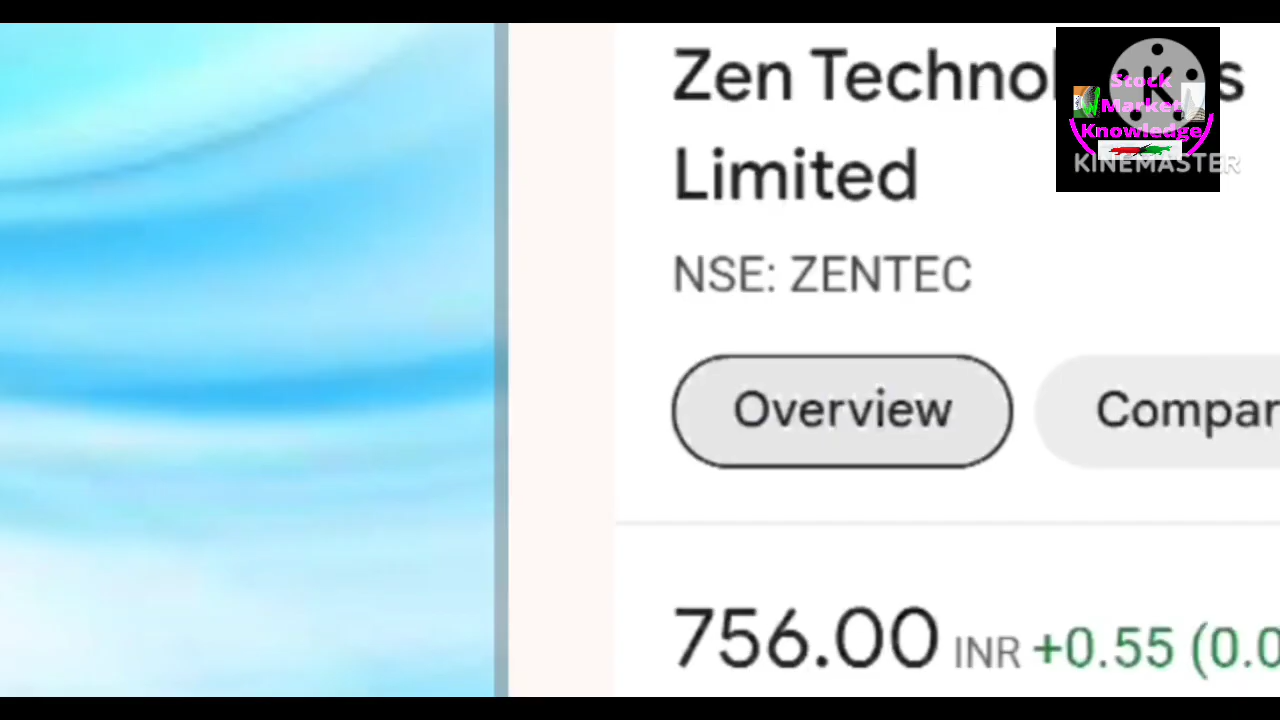 Zen Technol s
Limited
Stock
Market
Knowledge
KINEMASTER
NSE: ZENTEC
Overview
Compar
756.00 INR +0.55 (0.0